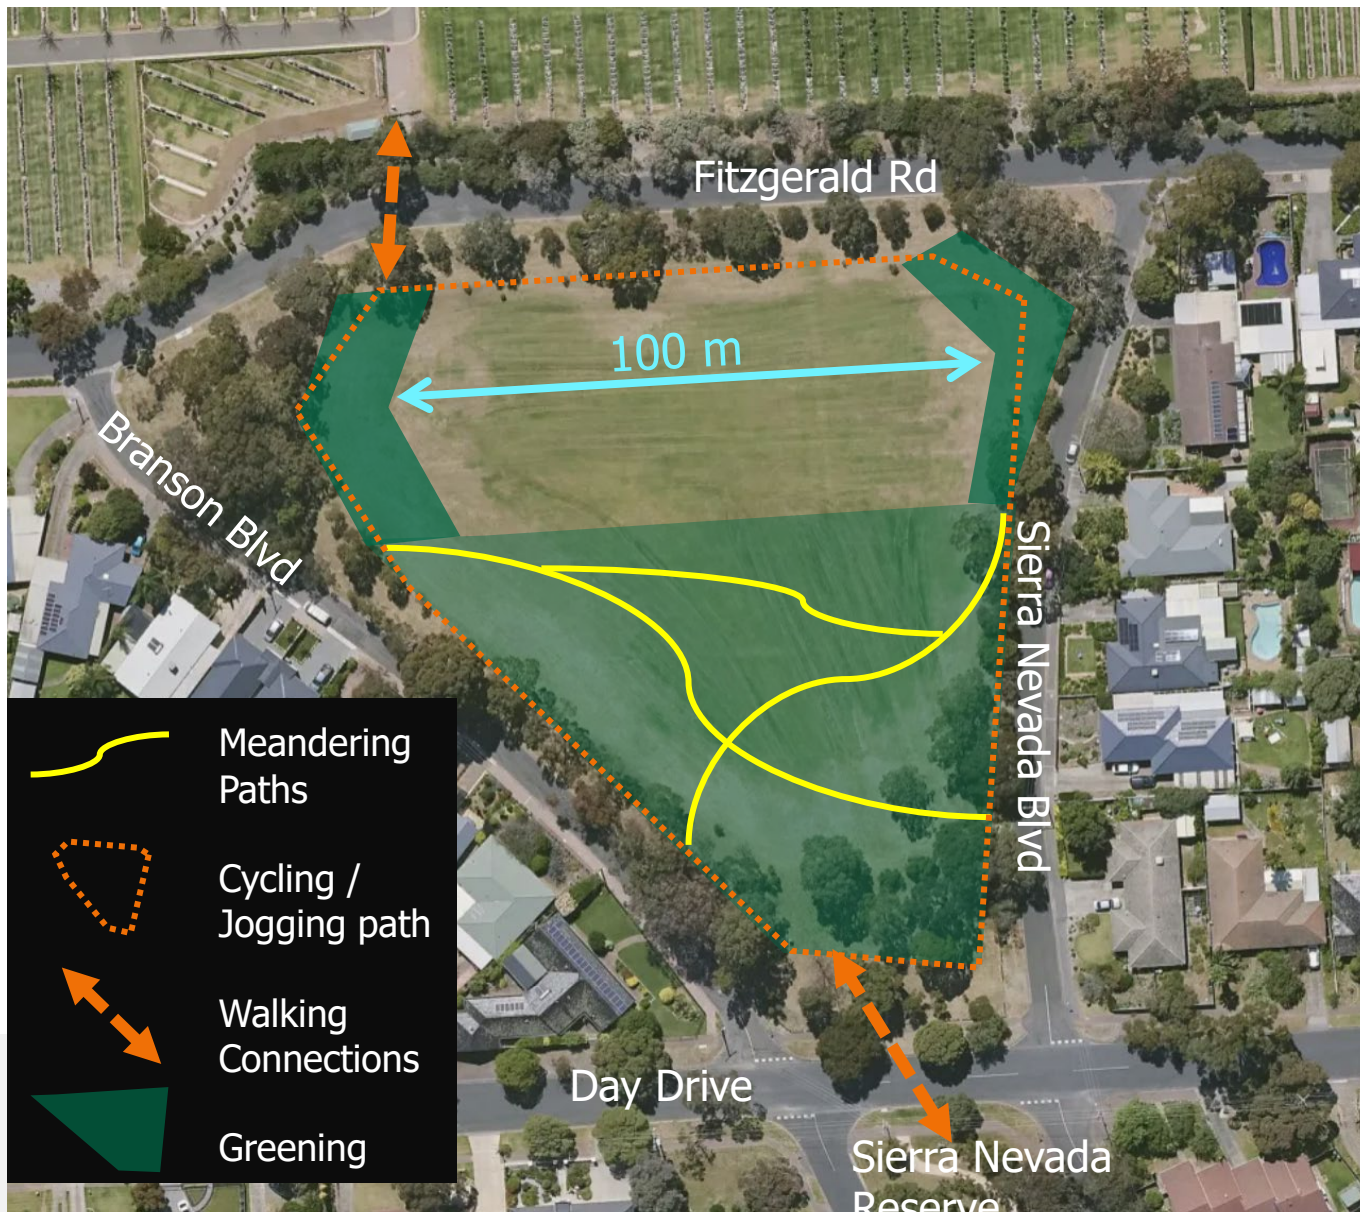 Fitzgerald Rd
100 m
Branson Blvd
Sierra Nevada Blvd
Meandering
Paths
Cycling /
Jogging path
Walking
Connections
Greening
Day Drive
Sierra Nevada
Reserve